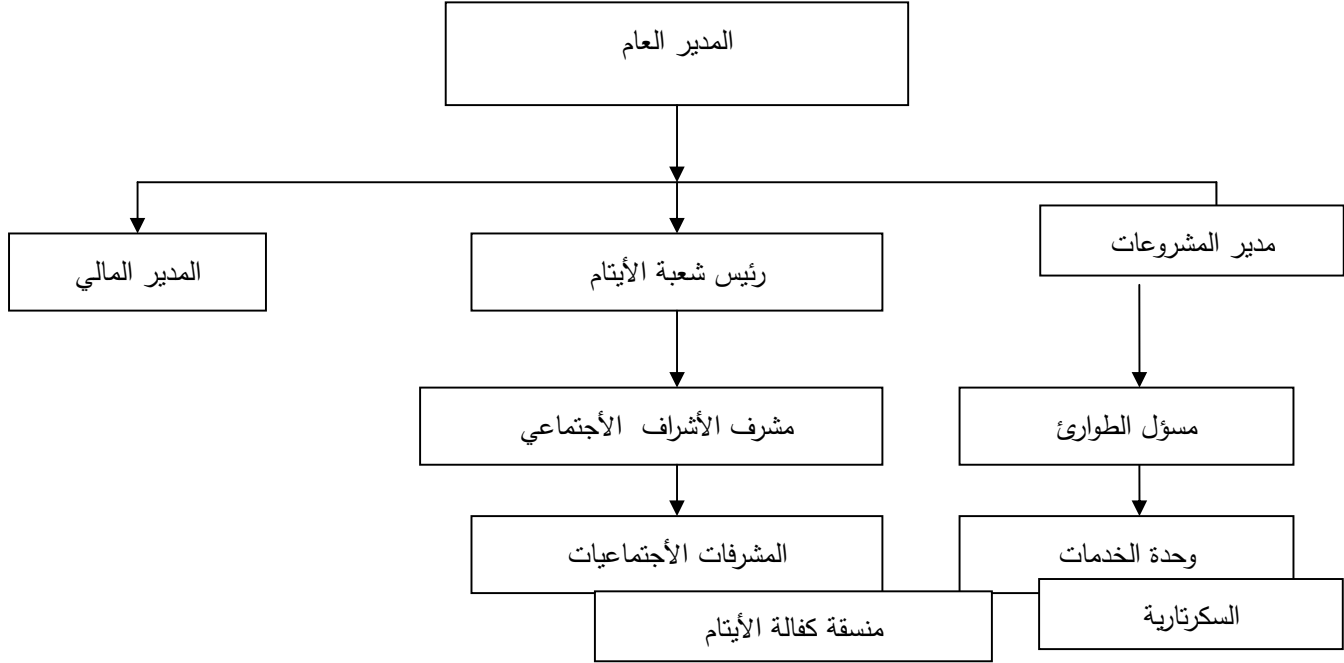 المدير العام
مدير المشروعات
رئيس شعبة الأيتام
المدير المالي
مسؤل الطوارئ
مشرف الأشراف الأجتماعي
وحدة الخدمات
المشرفات الأجتماعيات
السكرتارية
منسقة كفالة الأيتام